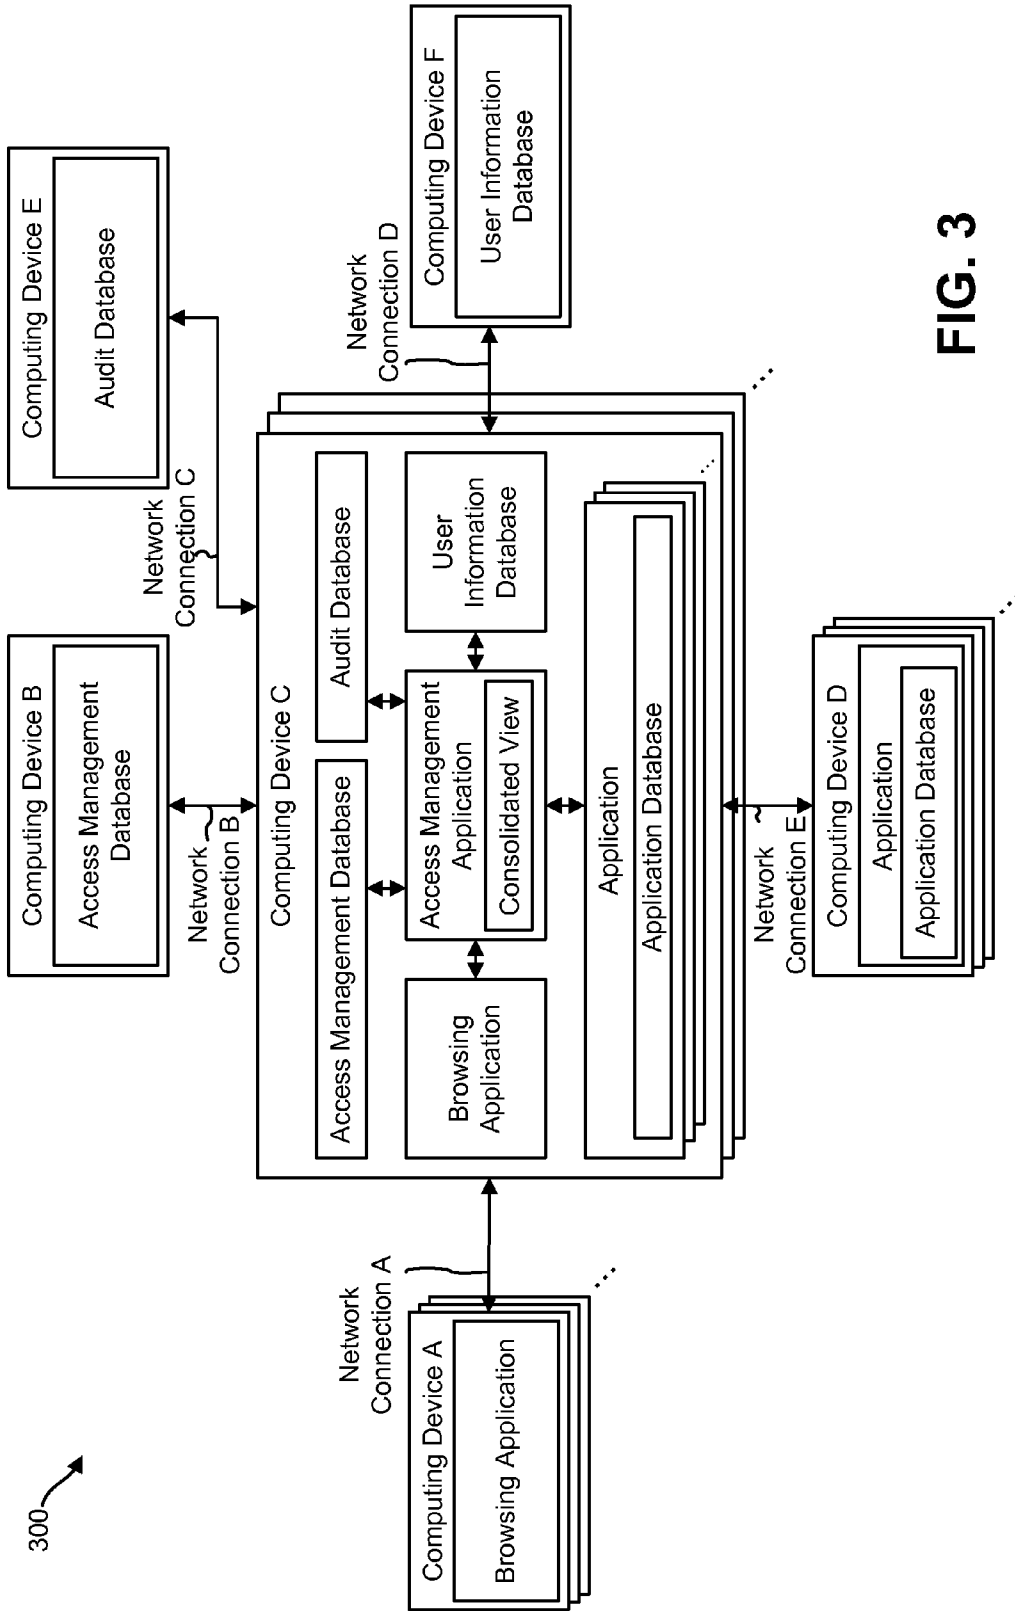 300
Computing Device A
Browsing Application
Network
Connection A
Computing Device B
Access Management
Database
Network
Connection B
Computing Device E
Audit Database
Network
Connection C
Computing Device C
Access Management Database
Audit Database
Browsing
Application
Access Management
Application
Consolidated View
User
Information
Database
Application
Application Database
Network
Connection D
Computing Device F
User Information
Database
Network
Connection E
Computing Device D
Application
Application Database
FIG. 3